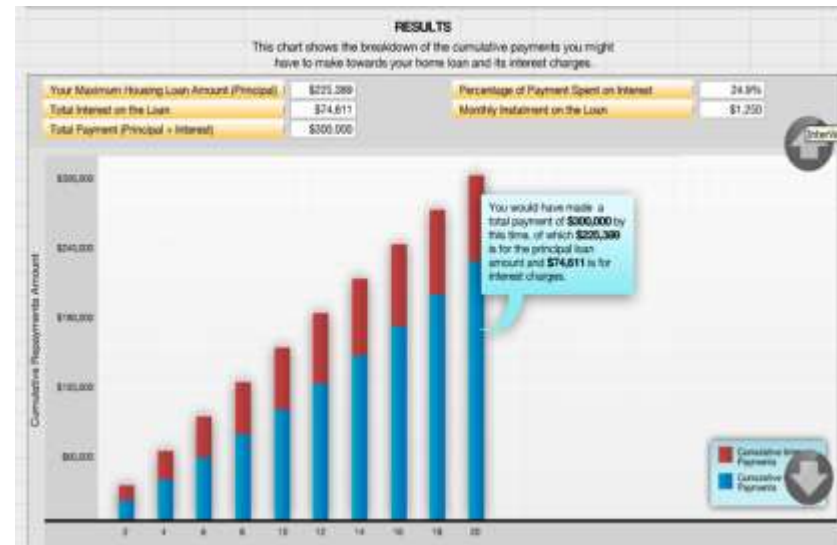 RESULTS
This chart shows the breakdown of the cumulative payments you might
have to make towards your home loan and its interest charges.
Your Maximum Housing Loan Amount (Principal)
$225,389
Percentage of Payment Spent on Interest
24.9%
Total Interest on the Loan
$74,611
Monthly Instalment on the Loan
$1,250
Total Payment (Principal + Interest)
$300,000
Cumulative Repayments Amount
$300,000
$240,000
$180,000
$120,000
$60,000
You would have made a
total payment of $300,000 by
this time, of which $225,389
is for the principal loan
amount and $74,611 is for
interest charges.
Cumulative
Payments
Cumulative
Payments
2 4 6 8 10 12 14 16 18 20